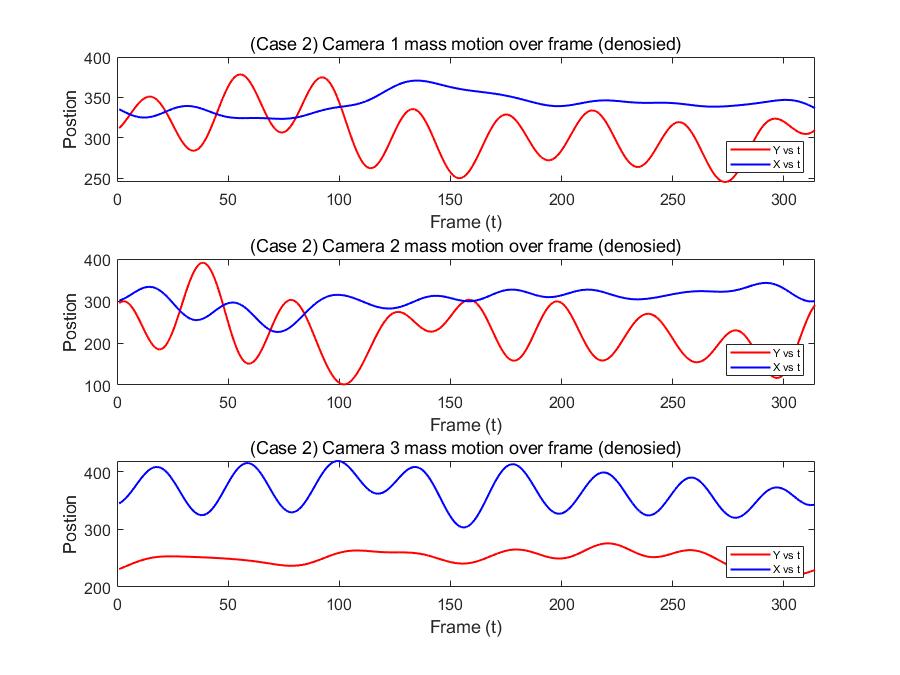 (Case 2) Camera 1 mass motion over frame (denosied)
400
350
300
250
Postion
Y vs t
X vs t
0 50 100 150 200 250 300
Frame (t)
(Case 2) Camera 2 mass motion over frame (denosied)
400
300
200
100
Postion
Y vs t
X vs t
0 50 100 150 200 250 300
Frame (t)
(Case 2) Camera 3 mass motion over frame (denosied)
400
300
200
Postion
Y vs t
X vs t
0 50 100 150 200 250 300
Frame (t)